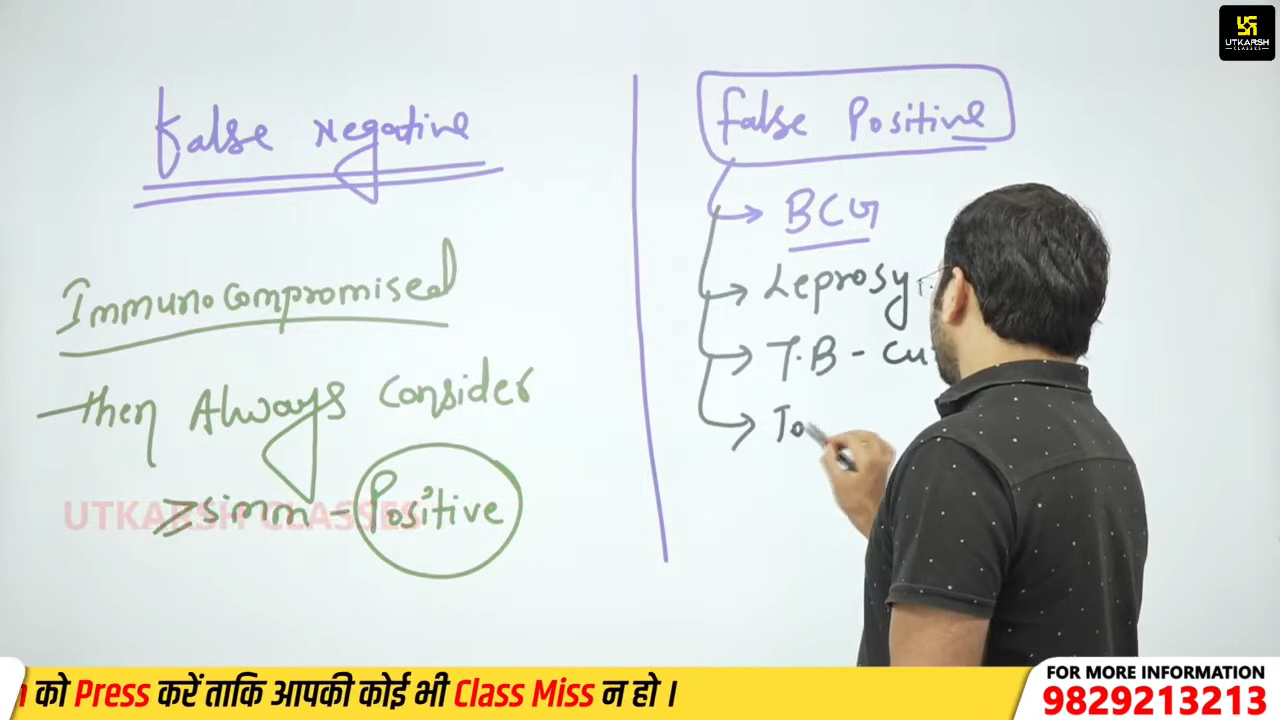 UTKARSH
CLASSES
False Negative
Immunocompromised
then Always Consider
≥ 5mm - Positive
UTKARSH CLASSES
False Positive
BCG
Leprosy
T.B - Cu
To
को Press करें ताकि आपकी कोई भी Class Miss न हो ।
FOR MORE INFORMATION
9829213213